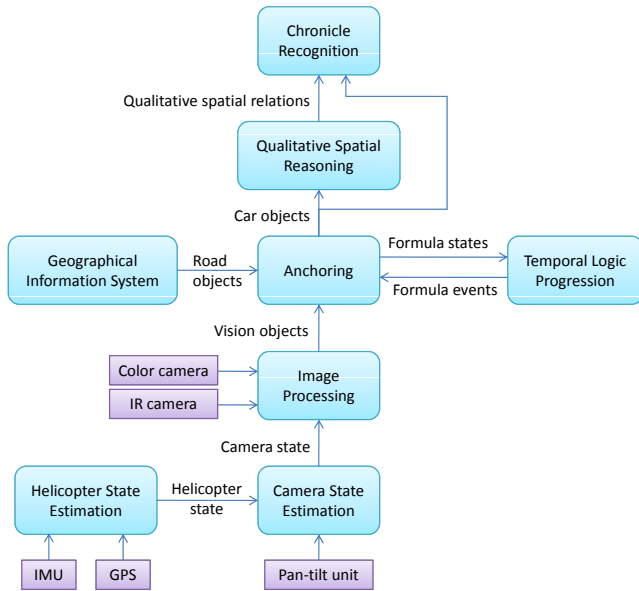 Chronicle
Recognition
Qualitative spatial relations
Qualitative Spatial
Reasoning
Car objects
Geographical
Information System
Road
objects
Anchoring
Formula states
Formula events
Temporal Logic
Progression
Vision objects
Color camera
IR camera
Image
Processing
Camera state
Helicopter State
Estimation
Helicopter
state
Camera State
Estimation
IMU
GPS
Pan-tilt unit